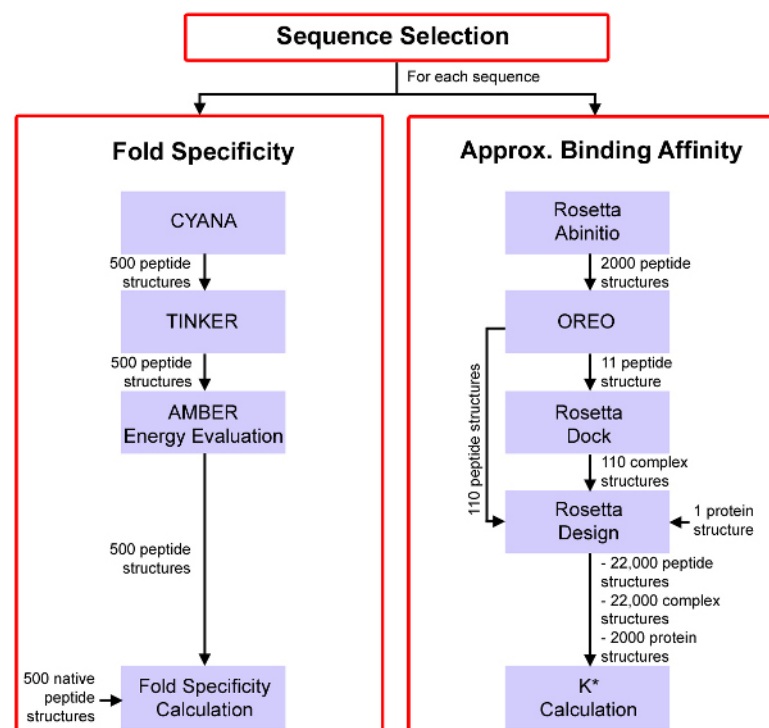 Sequence Selection
For each sequence
Fold Specificity
CYANA
500 peptide
structures
TINKER
500 peptide
structures
AMBER
Energy Evaluation
500 peptide
structures
500 native
peptide
structures
Fold Specificity
Calculation
Approx. Binding Affinity
Rosetta
Abinitio
2000 peptide
structures
OREO
110 peptide structures
11 peptide
structure
Rosetta
Dock
110 complex
structures
Rosetta
Design
1 protein
structure
- 22,000 peptide
structures
- 22,000 complex
structures
- 2000 protein
structures
K*
Calculation